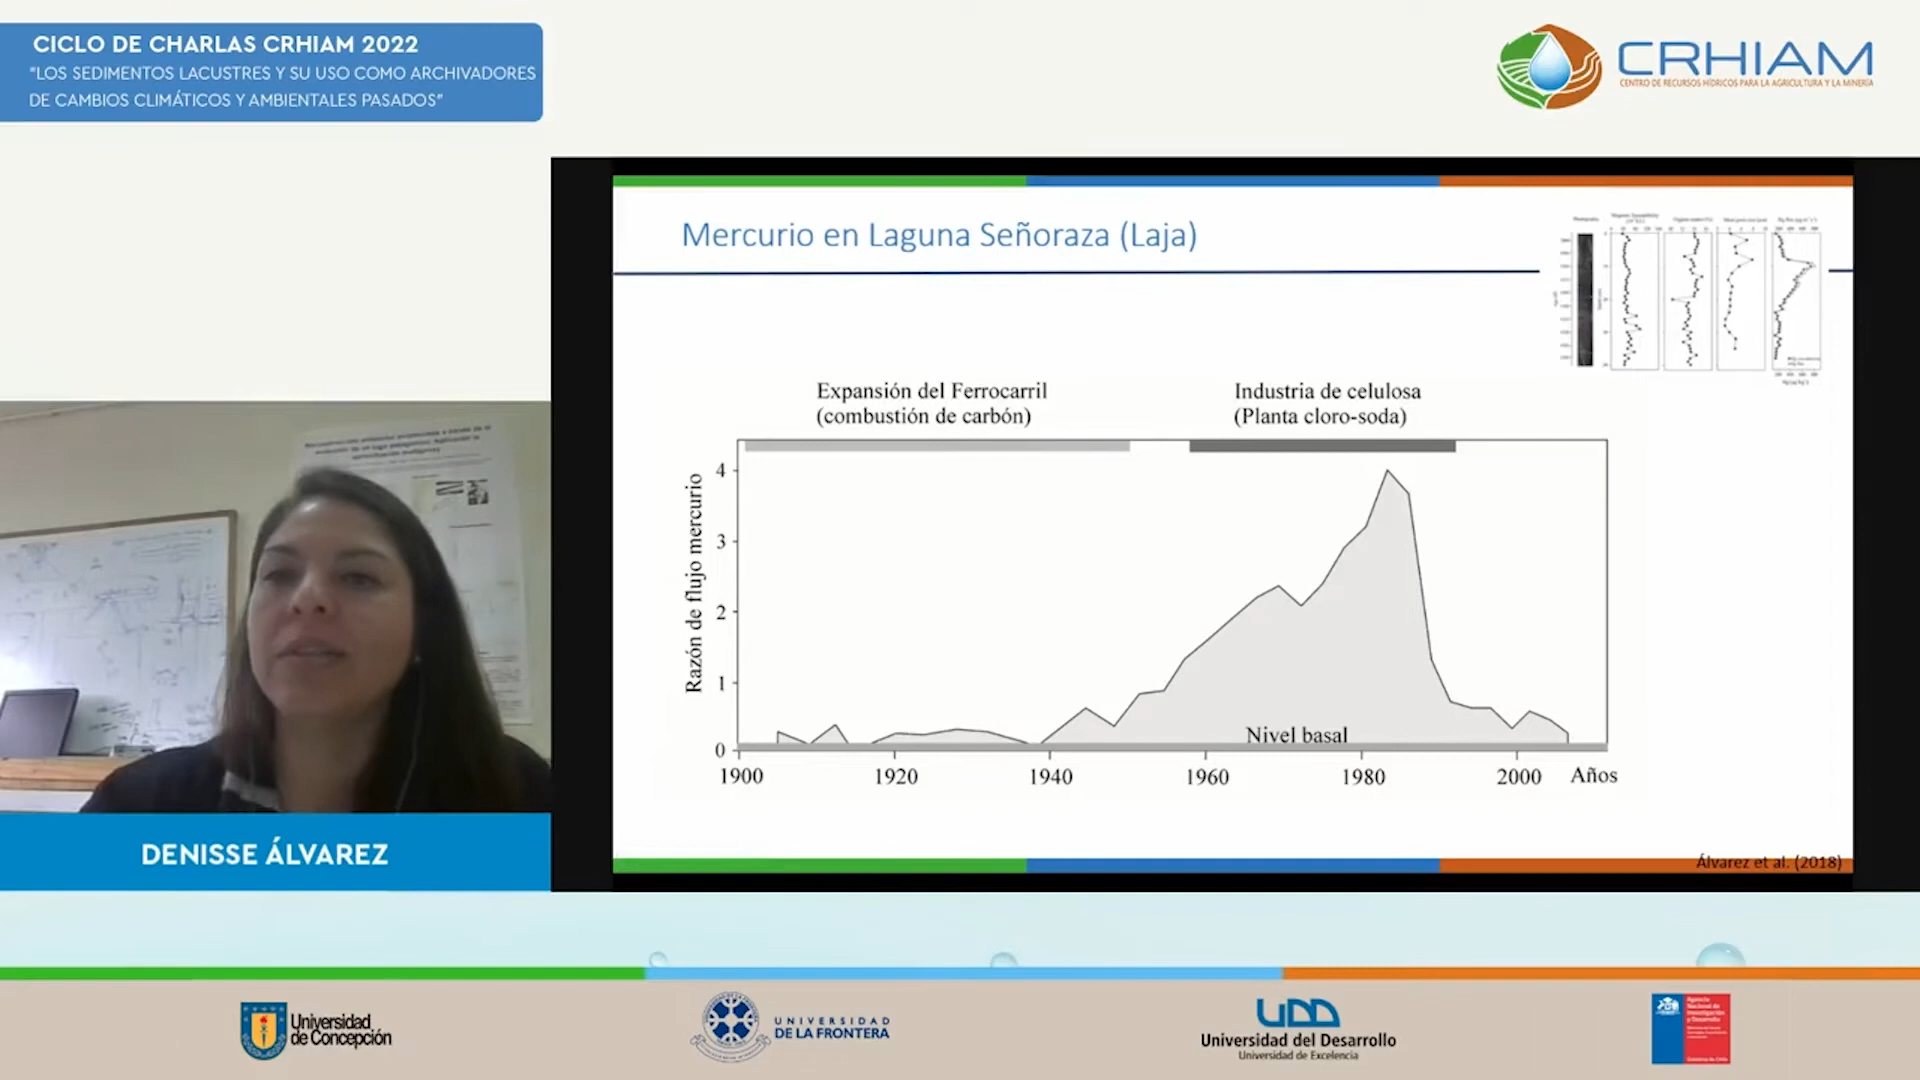 CICLO DE CHARLAS CRHIAM 2022
"LOS SEDIMENTOS LACUSTRES Y SU USO COMO ARCHIVADORES
DE CAMBIOS CLIMÁTICOS Y AMBIENTALES PASADOS"
CRHIAM
CENTRO DE RECURSOS HÍDRICOS PARA LA AGRICULTURA Y LA MINERÍA
Mercurio en Laguna Señoraza (Laja)
Expansión del Ferrocarril
(combustión de carbón)
Industria de celulosa
(Planta cloro-soda)
Razón de flujo mercurio
4
3
2
1
0
Nivel basal
1900 1920 1940 1960 1980 2000 Años
Álvarez et al. (2018)
DENISSE ÁLVAREZ
Universidad
de Concepción
UNIVERSIDAD
DE LA FRONTERA
UDD
Universidad del Desarrollo
Universidad de Excelencia
Agencia
Nacional de
Investigación
y Desarrollo